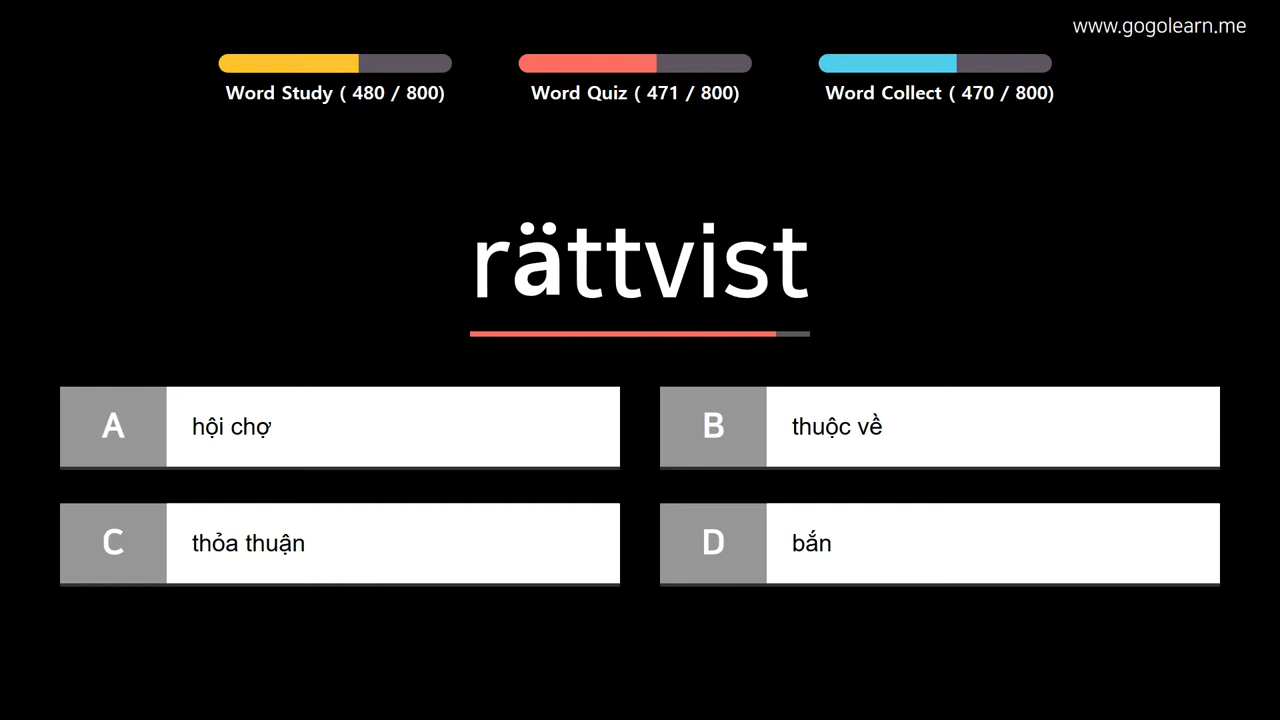 www.gogolearn.me
Word Study ( 480 / 800)
Word Quiz ( 471 / 800)
Word Collect ( 470 / 800)
rättvist
A hội chợ
B thuộc về
C thỏa thuận
D bắn